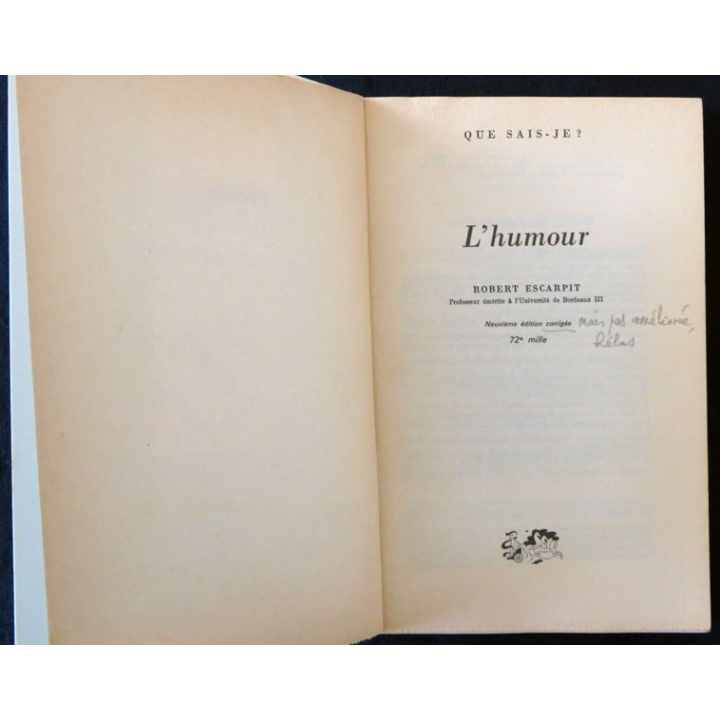 QUE SAIS-JE ?
L'humour
ROBERT ESCARPIT
Professeur émérite à l'Université de Bordeaux III
Neuvième édition corrigée mais pas améliorée,
72e mille hélas